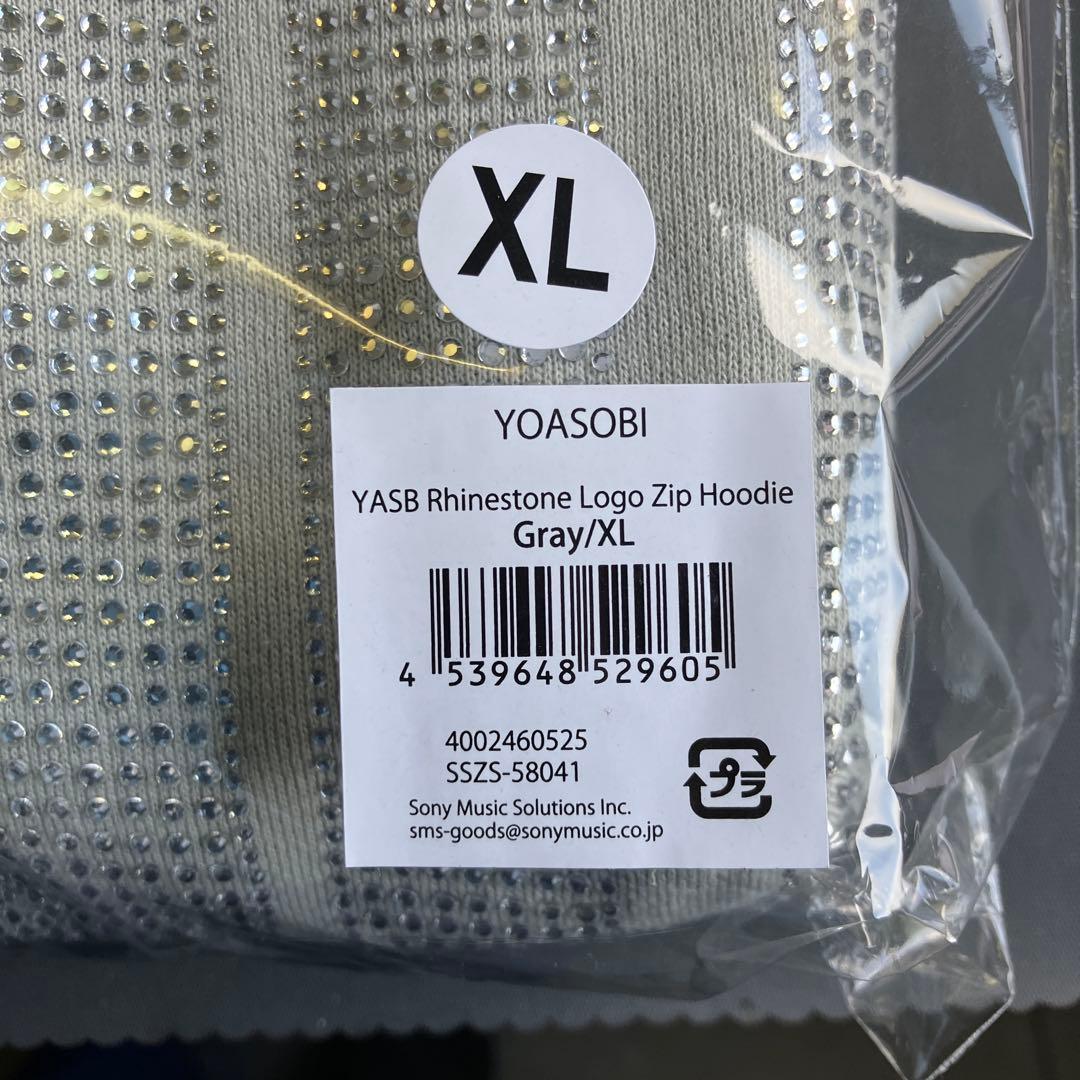 XL
YOASOBI
YASB Rhinestone Logo Zip Hoodie
Gray/XL
4 539648 529605
4002460525
SSZS-58041
プラ
Sony Music Solutions Inc.
sms-goods@sonymusic.co.jp